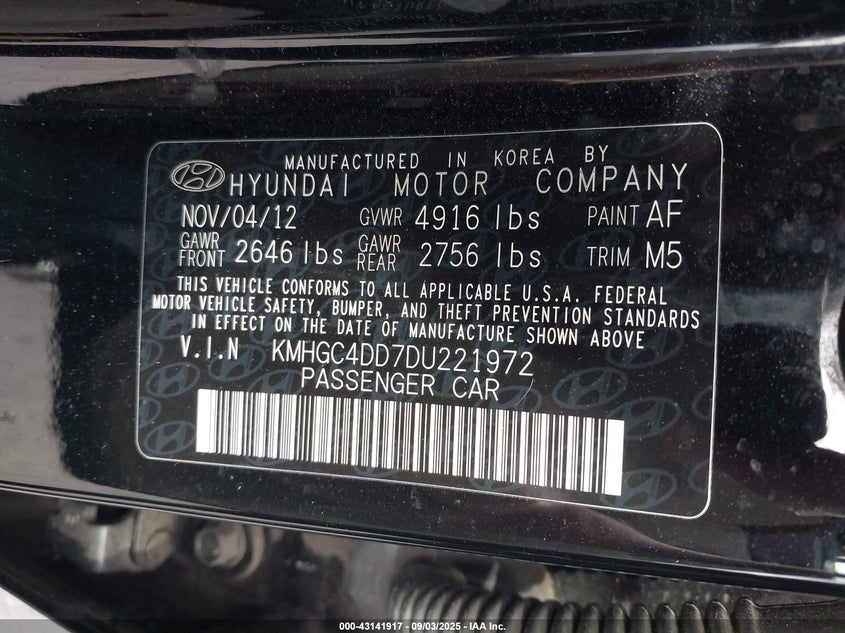 MANUFACTURED IN KOREA BY
HYUNDAI MOTOR COMPANY
NOV/04/12 GVWR 4916 lbs PAINT AF
GAWR FRONT 2646 lbs GAWR REAR 2756 lbs TRIM M5
THIS VEHICLE CONFORMS TO ALL APPLICABLE U.S.A. FEDERAL
MOTOR VEHICLE SAFETY, BUMPER, AND THEFT PREVENTION STANDARDS
IN EFFECT ON THE DATE OF MANUFACTURE SHOWN ABOVE
V.I.N KMHGC4DD7DU221972
PASSENGER CAR
000-43141917 - 09/03/2025 - IAA Inc.